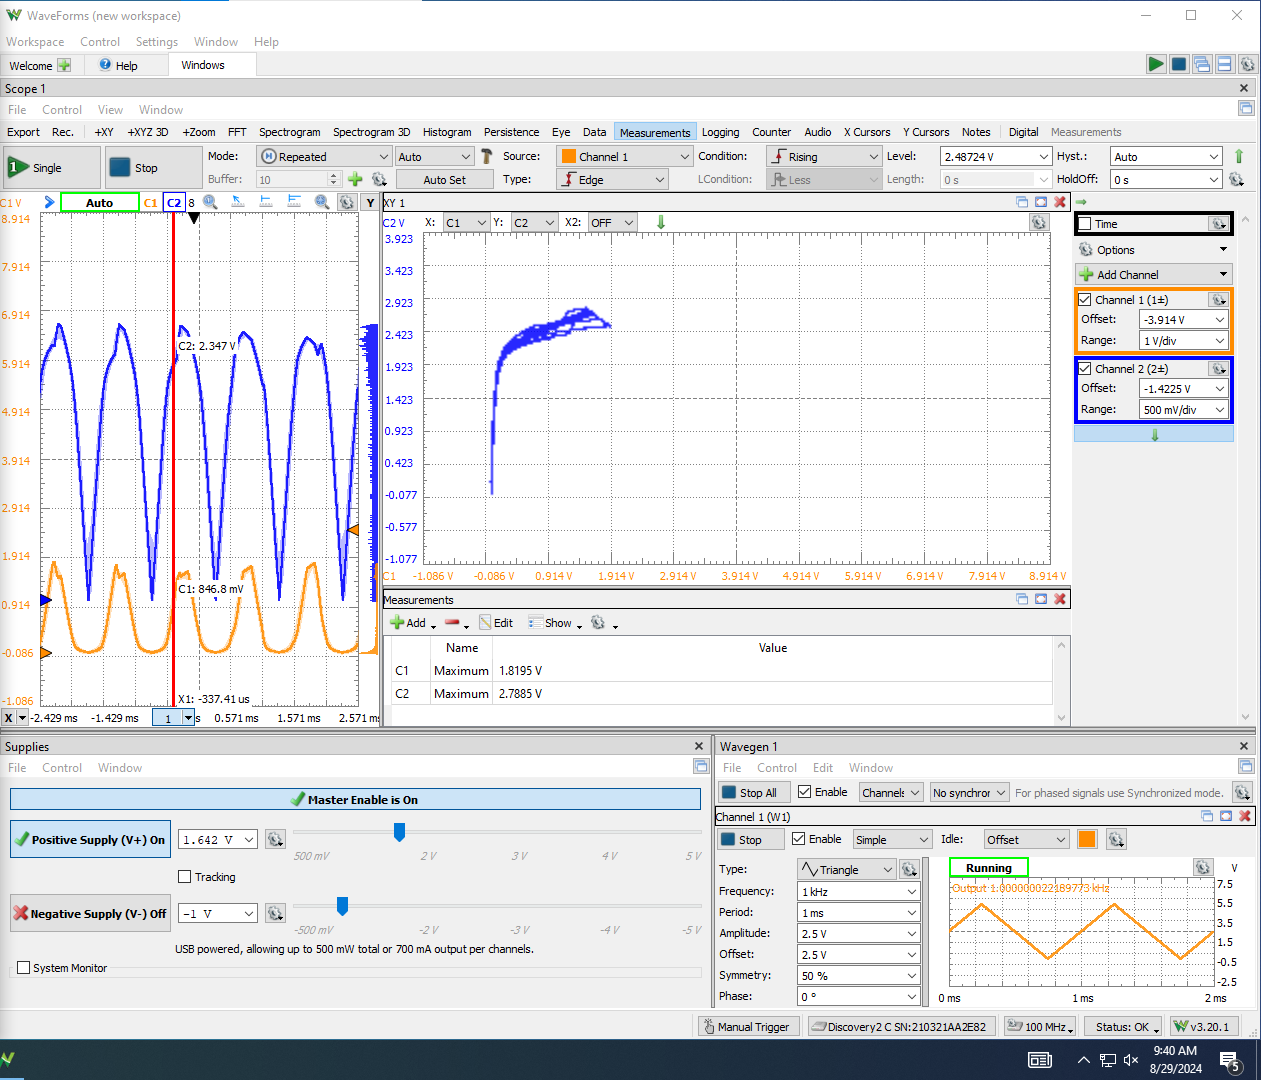 WaveForms (new workspace)
Workspace Control Settings Window Help
Welcome Help Windows
Scope 1
File Control View Window
Export Rec. +XY +XYZ 3D +Zoom FFT Spectrogram Spectrogram 3D Histogram Persistence Eye Data Measurements Logging Counter Audio X Cursors Y Cursors Notes Digital Measurements
1 Single Stop Mode: Repeated Auto Source: Channel 1 Condition: Rising Level: 2.48724 V Hyst.: Auto
Buffer: 10 Auto Set Type: Edge LCondition: Less Length: 0 s HoldOff: 0 s
C1 V Auto C1 C2 8 Y
8.914
7.914
6.914
5.914
4.914
3.914
2.914
1.914
0.914
-0.086
-1.086
C2: 2.347 V
C1: 846.8 mV
X1: -337.41 us
X -2.429 ms -1.429 ms 1 s 0.571 ms 1.571 ms 2.571 ms
XY 1
C2 V X: C1 Y: C2 X2: OFF
3.923
3.423
2.923
2.423
1.923
1.423
0.923
0.423
-0.077
-0.577
-1.077
C1 -1.086 V -0.086 V 0.914 V 1.914 V 2.914 V 3.914 V 4.914 V 5.914 V 6.914 V 7.914 V 8.914 V
Measurements
Add Edit Show
Name Value
C1 Maximum 1.8195 V
C2 Maximum 2.7885 V
Time
Options
Add Channel
Channel 1 (1±)
Offset: -3.914 V
Range: 1 V/div
Channel 2 (2±)
Offset: -1.4225 V
Range: 500 mV/div
Supplies
File Control Window
Master Enable is On
Positive Supply (V+) On 1.642 V
500 mV 2 V 3 V 4 V 5 V
Tracking
Negative Supply (V-) Off -1 V
-500 mV -2 V -3 V -4 V -5 V
USB powered, allowing up to 500 mW total or 700 mA output per channels.
System Monitor
Wavegen 1
File Control Edit Window
Stop All Enable Channels No synchror For phased signals use Synchronized mode.
Channel 1 (W1)
Stop Enable Simple Idle: Offset
Type: Triangle
Frequency: 1 kHz
Period: 1 ms
Amplitude: 2.5 V
Offset: 2.5 V
Symmetry: 50 %
Phase: 0 °
Running V
Output 1.000000022189773 kHz
7.5
5.5
3.5
1.5
-0.5
-2.5
0 ms 1 ms 2 ms
Manual Trigger Discovery2 C SN:210321AA2E82 100 MHz Status: OK v3.20.1
9:40 AM
8/29/2024
5